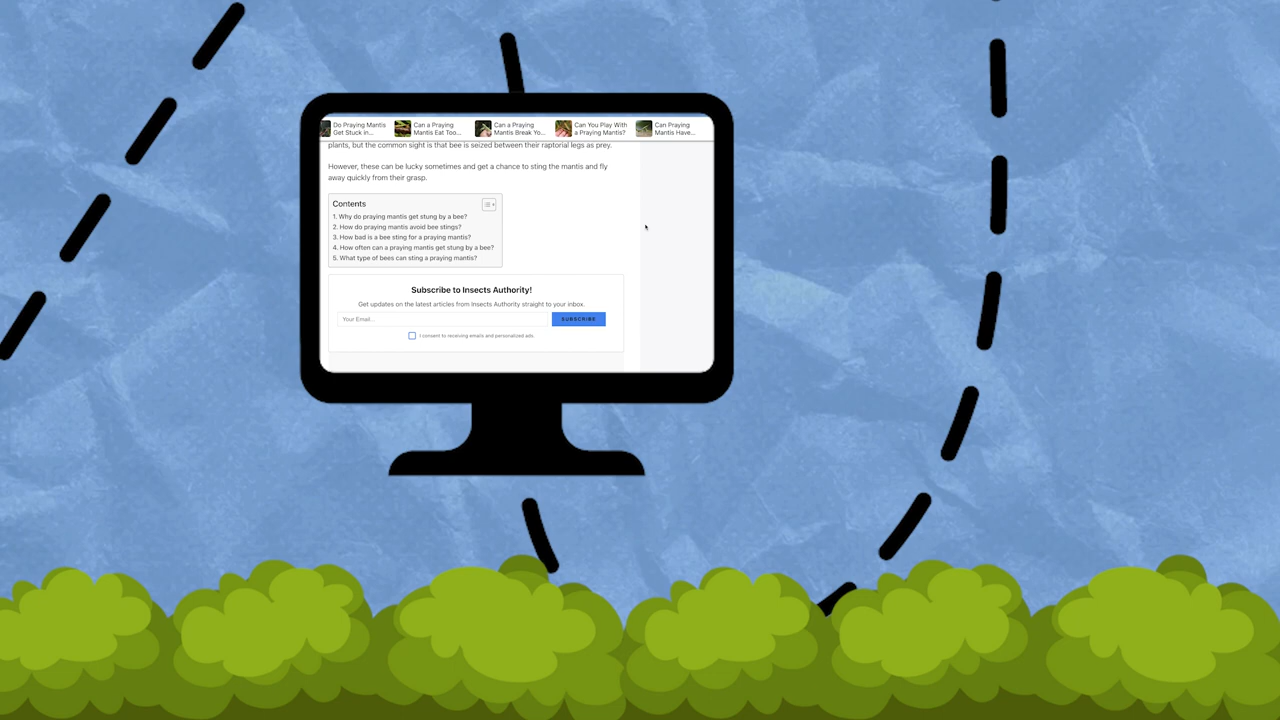 Do Praying Mantis
Get Stuck in...
Can a Praying
Mantis Eat Too...
Can a Praying
Mantis Break Yo...
Can You Play With
a Praying Mantis?
Can Praying
Mantis Have...
plants, but the common sight is that bee is seized between their raptorial legs as prey.
However, these can be lucky sometimes and get a chance to sting the mantis and fly
away quickly from their grasp.
Contents
1. Why do praying mantis get stung by a bee?
2. How do praying mantis avoid bee stings?
3. How bad is a bee sting for a praying mantis?
4. How often can a praying mantis get stung by a bee?
5. What type of bees can sting a praying mantis?
Subscribe to Insects Authority!
Get updates on the latest articles from Insects Authority straight to your inbox.
Your Email...
SUBSCRIBE
I consent to receiving emails and personalized ads.